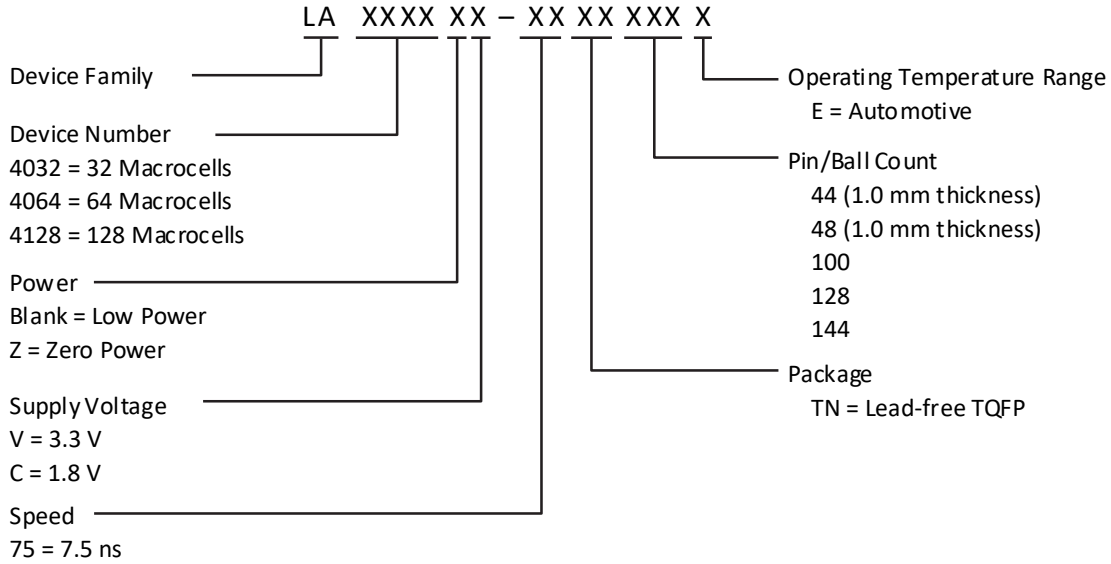 LA XXXX XX – XX XX XXX X
Device Family
Device Number
4032 = 32 Macrocells
4064 = 64 Macrocells
4128 = 128 Macrocells
Power
Blank = Low Power
Z = Zero Power
Supply Voltage
V = 3.3 V
C = 1.8 V
Speed
75 = 7.5 ns
Operating Temperature Range
E = Automotive
Pin/Ball Count
44 (1.0 mm thickness)
48 (1.0 mm thickness)
100
128
144
Package
TN = Lead-free TQFP